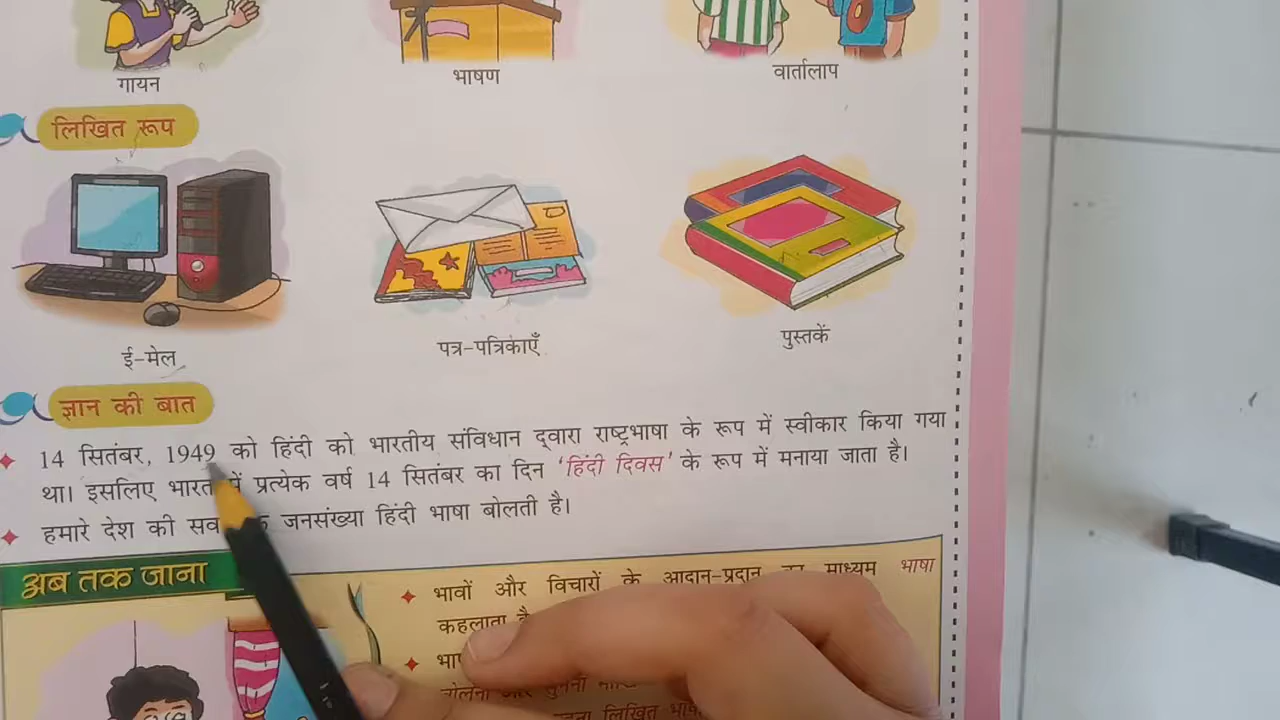 गायन
भाषण
वार्तालाप
लिखित रूप
ई-मेल
पत्र-पत्रिकाएँ
पुस्तकें
ज्ञान की बात
14 सितंबर, 1949 को हिंदी को भारतीय संविधान द्वारा राष्ट्रभाषा के रूप में स्वीकार किया गया
था। इसलिए भारत में प्रत्येक वर्ष 14 सितंबर का दिन 'हिंदी दिवस' के रूप में मनाया जाता है।
हमारे देश की जनसंख्या हिंदी भाषा बोलती है।
अब तक जाना
भावों और विचारों के आदान-प्रदान का माध्यम भाषा
कहलाता है
लिखित